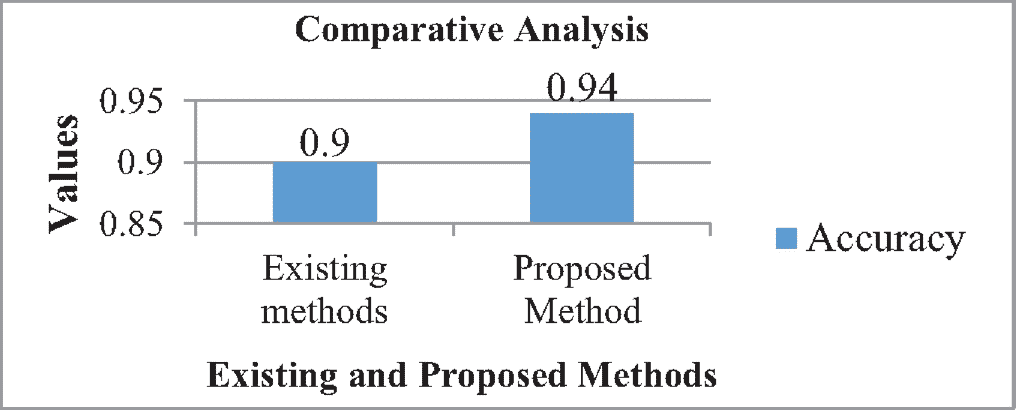 Comparative Analysis
0.95
0.9
0.85
Values
0.9
0.94
Existing
methods
Proposed
Method
Accuracy
Existing and Proposed Methods